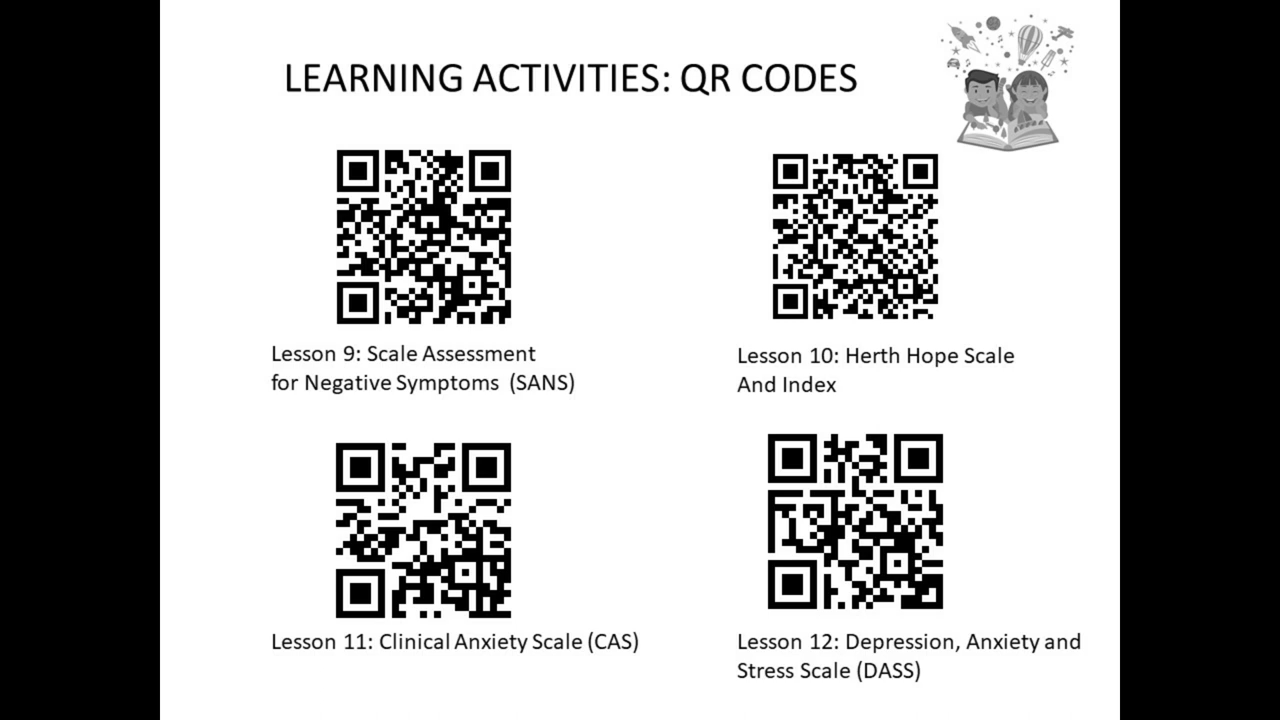 LEARNING ACTIVITIES: QR CODES
Lesson 9: Scale Assessment
for Negative Symptoms (SANS)
Lesson 10: Herth Hope Scale
And Index
Lesson 11: Clinical Anxiety Scale (CAS)
Lesson 12: Depression, Anxiety and
Stress Scale (DASS)